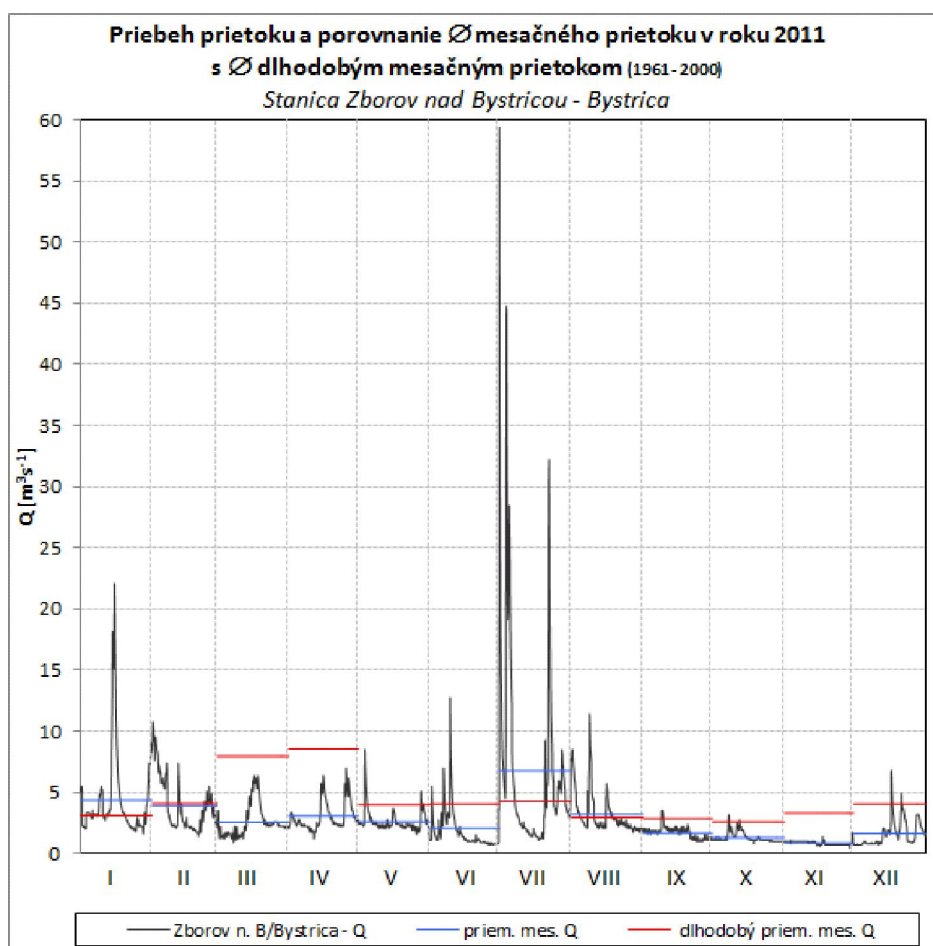 Priebeh prietoku a porovnanie ∅ mesačného prietoku v roku 2011
s ∅ dlhodobým mesačným prietokom (1961-2000)
Stanica Zborov nad Bystricou - Bystrica
60
55
50
45
40
35
30
25
20
15
10
5
0
Q [m³s⁻¹]
I II III IV V VI VII VIII IX X XI XII
Zborov n. B/Bystrica - Q priem. mes. Q dlhodobý priem. mes. Q